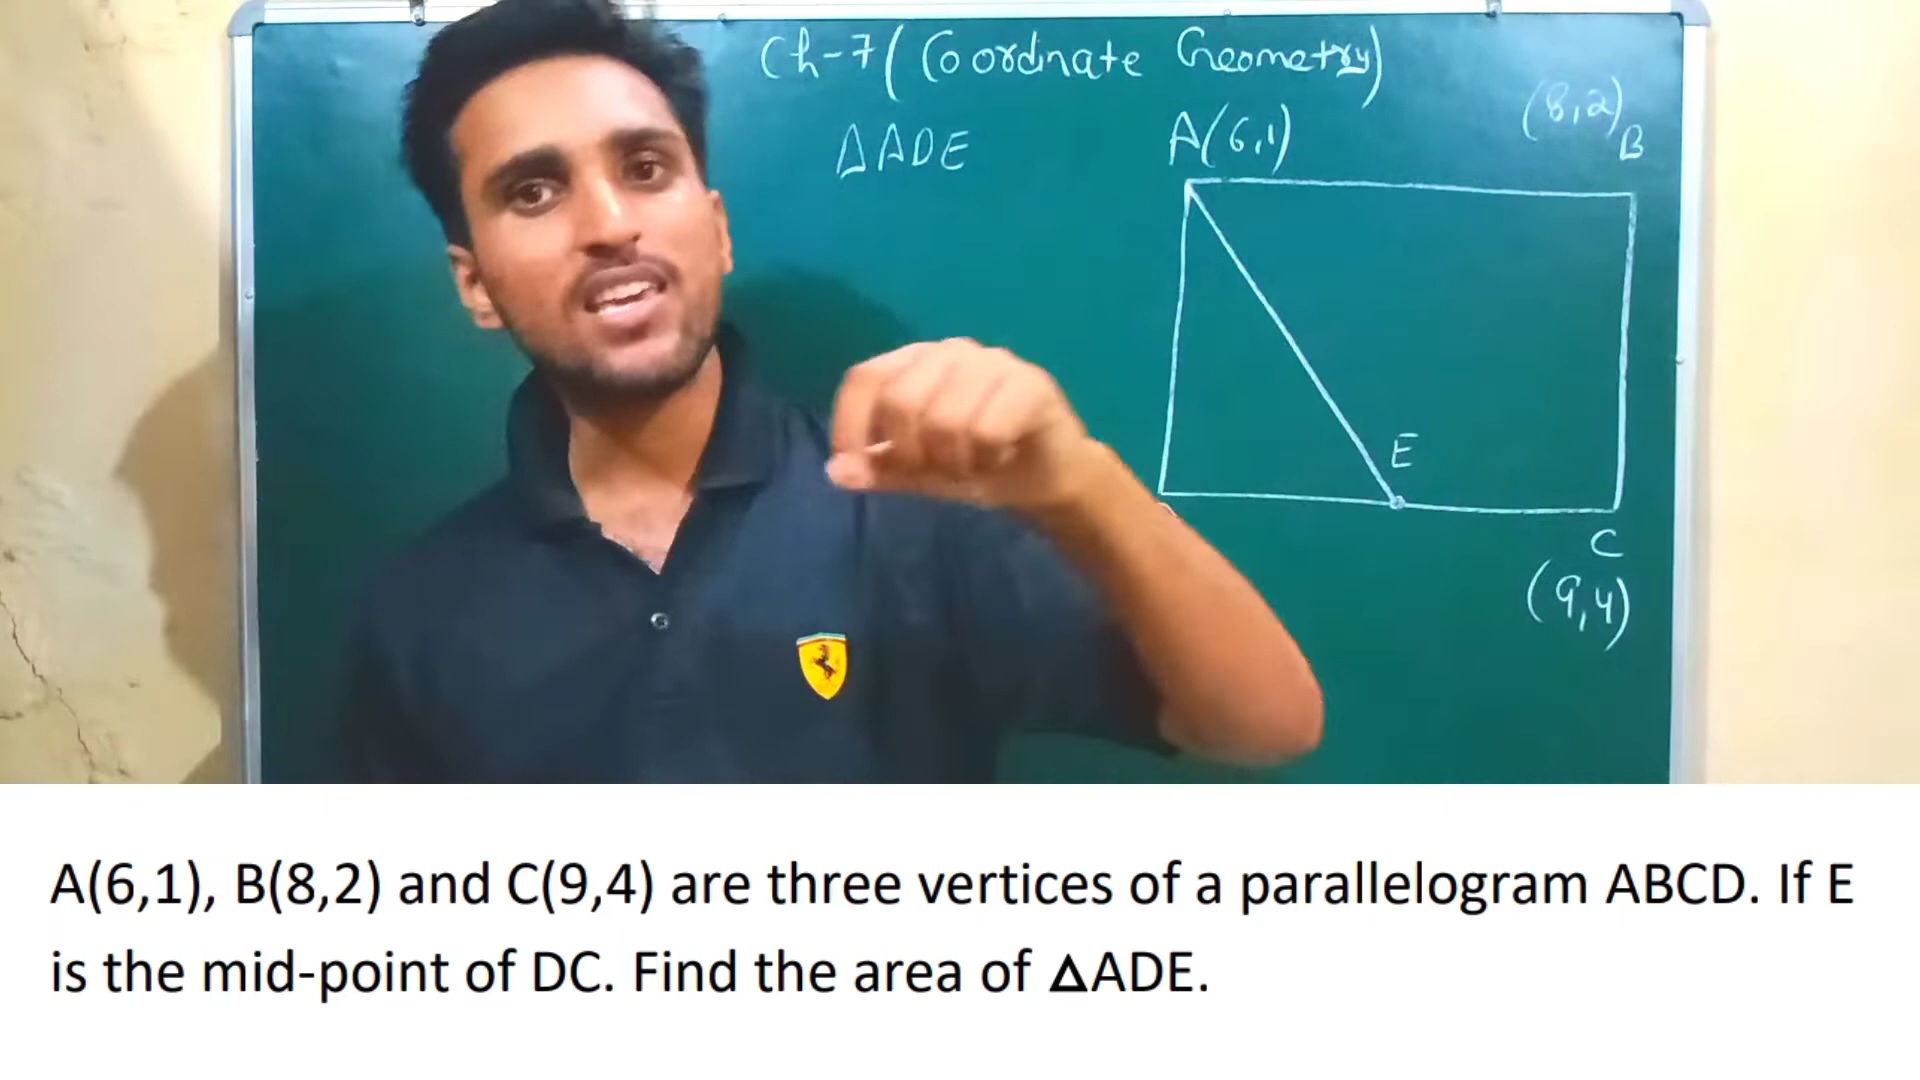 Ch-7 (Coordinate Geometry)
ΔADE
A(6,1)
(8,2)
B
E
C
(9,4)
A(6,1), B(8,2) and C(9,4) are three vertices of a parallelogram ABCD. If E
is the mid-point of DC. Find the area of ΔADE.